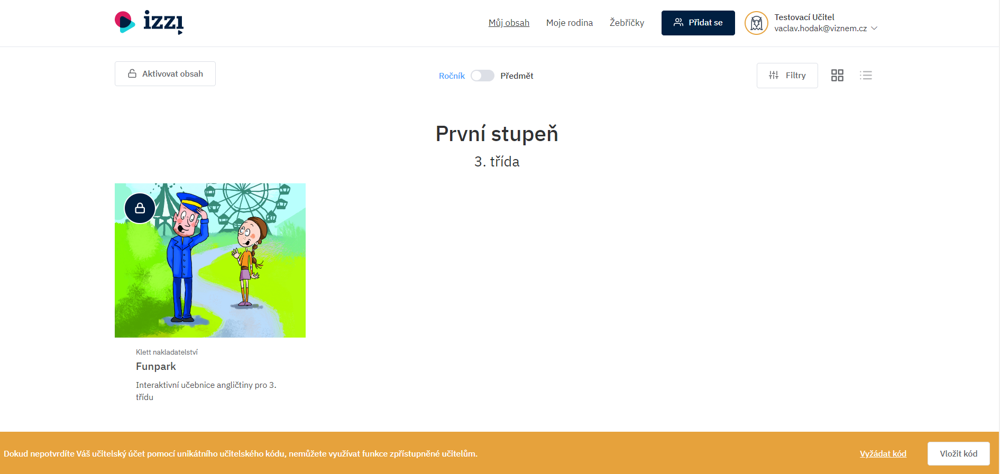 izzi
Můj obsah
Moje rodina
Žebříčky
Přidat se
Testovací Učitel
vaclav.hodak@viznem.cz
Aktivovat obsah
Ročník
Předmět
Filtry
První stupeň
3. třída
Klett nakladatelství
Funpark
Interaktivní učebnice angličtiny pro 3.
třídu
Dokud nepotvrdíte Váš učitelský účet pomocí unikátního učitelského kódu, nemůžete využívat funkce zpřístupněné učitelům.
Vyžádat kód
Vložit kód